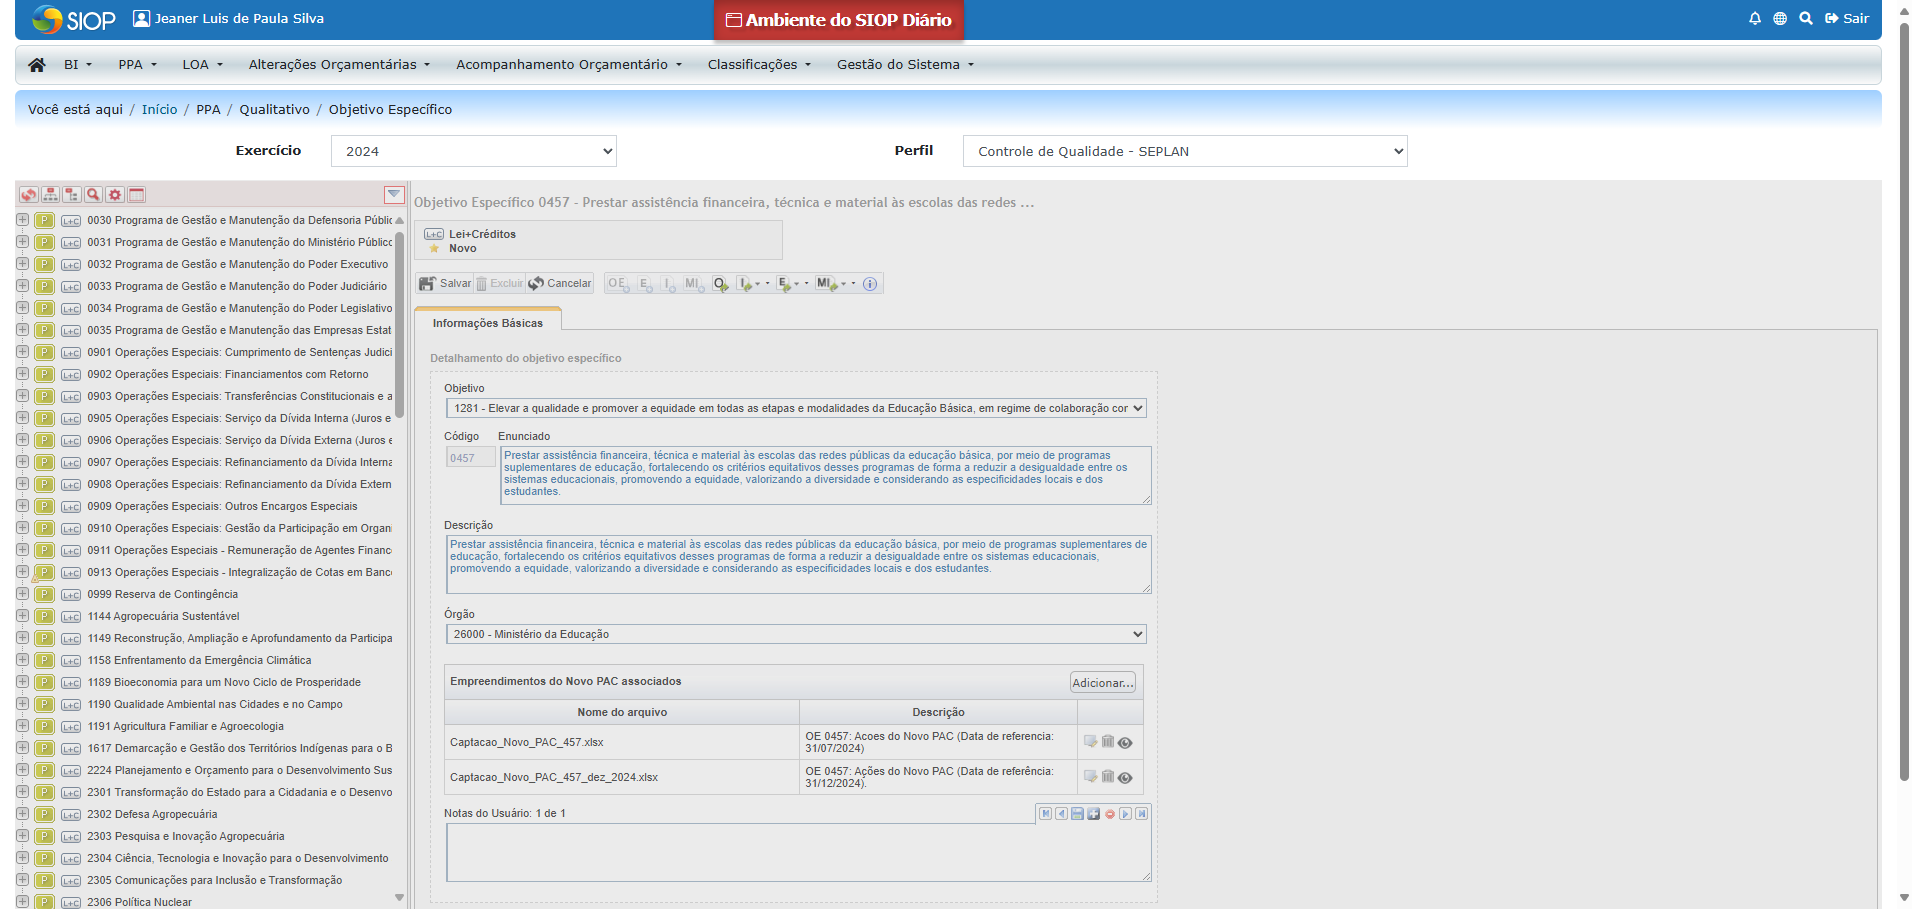 SIOP
Jeaner Luis de Paula Silva
Ambiente do SIOP Diário
Sair
BI
PPA
LOA
Alterações Orçamentárias
Acompanhamento Orçamentário
Classificações
Gestão do Sistema
Você está aqui / Início / PPA / Qualitativo / Objetivo Específico
Exercício
2024
Perfil
Controle de Qualidade - SEPLAN
P L+C 0030 Programa de Gestão e Manutenção da Defensoria Públic
P L+C 0031 Programa de Gestão e Manutenção do Ministério Público
P L+C 0032 Programa de Gestão e Manutenção do Poder Executivo
P L+C 0033 Programa de Gestão e Manutenção do Poder Judiciário
P L+C 0034 Programa de Gestão e Manutenção do Poder Legislativo
P L+C 0035 Programa de Gestão e Manutenção das Empresas Estat
P L+C 0901 Operações Especiais: Cumprimento de Sentenças Judici
P L+C 0902 Operações Especiais: Financiamentos com Retorno
P L+C 0903 Operações Especiais: Transferências Constitucionais e a
P L+C 0905 Operações Especiais: Serviço da Dívida Interna (Juros e
P L+C 0906 Operações Especiais: Serviço da Dívida Externa (Juros e
P L+C 0907 Operações Especiais: Refinanciamento da Dívida Interna
P L+C 0908 Operações Especiais: Refinanciamento da Dívida Extern
P L+C 0909 Operações Especiais: Outros Encargos Especiais
P L+C 0910 Operações Especiais: Gestão da Participação em Organi
P L+C 0911 Operações Especiais - Remuneração de Agentes Financ
P L+C 0913 Operações Especiais - Integralização de Cotas em Banc
P L+C 0999 Reserva de Contingência
P L+C 1144 Agropecuária Sustentável
P L+C 1149 Reconstrução, Ampliação e Aprofundamento da Participa
P L+C 1158 Enfrentamento da Emergência Climática
P L+C 1189 Bioeconomia para um Novo Ciclo de Prosperidade
P L+C 1190 Qualidade Ambiental nas Cidades e no Campo
P L+C 1191 Agricultura Familiar e Agroecologia
P L+C 1617 Demarcação e Gestão dos Territórios Indígenas para o B
P L+C 2224 Planejamento e Orçamento para o Desenvolvimento Sus
P L+C 2301 Transformação do Estado para a Cidadania e o Desenvo
P L+C 2302 Defesa Agropecuária
P L+C 2303 Pesquisa e Inovação Agropecuária
P L+C 2304 Ciência, Tecnologia e Inovação para o Desenvolvimento
P L+C 2305 Comunicações para Inclusão e Transformação
P L+C 2306 Política Nuclear
Objetivo Específico 0457 - Prestar assistência financeira, técnica e material às escolas das redes ...
L+C Lei+Créditos
Novo
Salvar
Excluir
Cancelar
OE E I MI O I E MI
Informações Básicas
Detalhamento do objetivo específico
Objetivo
1281 - Elevar a qualidade e promover a equidade em todas as etapas e modalidades da Educação Básica, em regime de colaboração cor
Código
Enunciado
0457
Prestar assistência financeira, técnica e material às escolas das redes públicas da educação básica, por meio de programas
suplementares de educação, fortalecendo os critérios equitativos desses programas de forma a reduzir a desigualdade entre os
sistemas educacionais, promovendo a equidade, valorizando a diversidade e considerando as especificidades locais e dos
estudantes.
Descrição
Prestar assistência financeira, técnica e material às escolas das redes públicas da educação básica, por meio de programas suplementares de
educação, fortalecendo os critérios equitativos desses programas de forma a reduzir a desigualdade entre os sistemas educacionais,
promovendo a equidade, valorizando a diversidade e considerando as especificidades locais e dos estudantes.
Órgão
26000 - Ministério da Educação
Empreendimentos do Novo PAC associados
Adicionar...
Nome do arquivo
Descrição
Captacao_Novo_PAC_457.xlsx
OE 0457: Acoes do Novo PAC (Data de referencia:
31/07/2024)
Captacao_Novo_PAC_457_dez_2024.xlsx
OE 0457: Ações do Novo PAC (Data de referência:
31/12/2024).
Notas do Usuário: 1 de 1